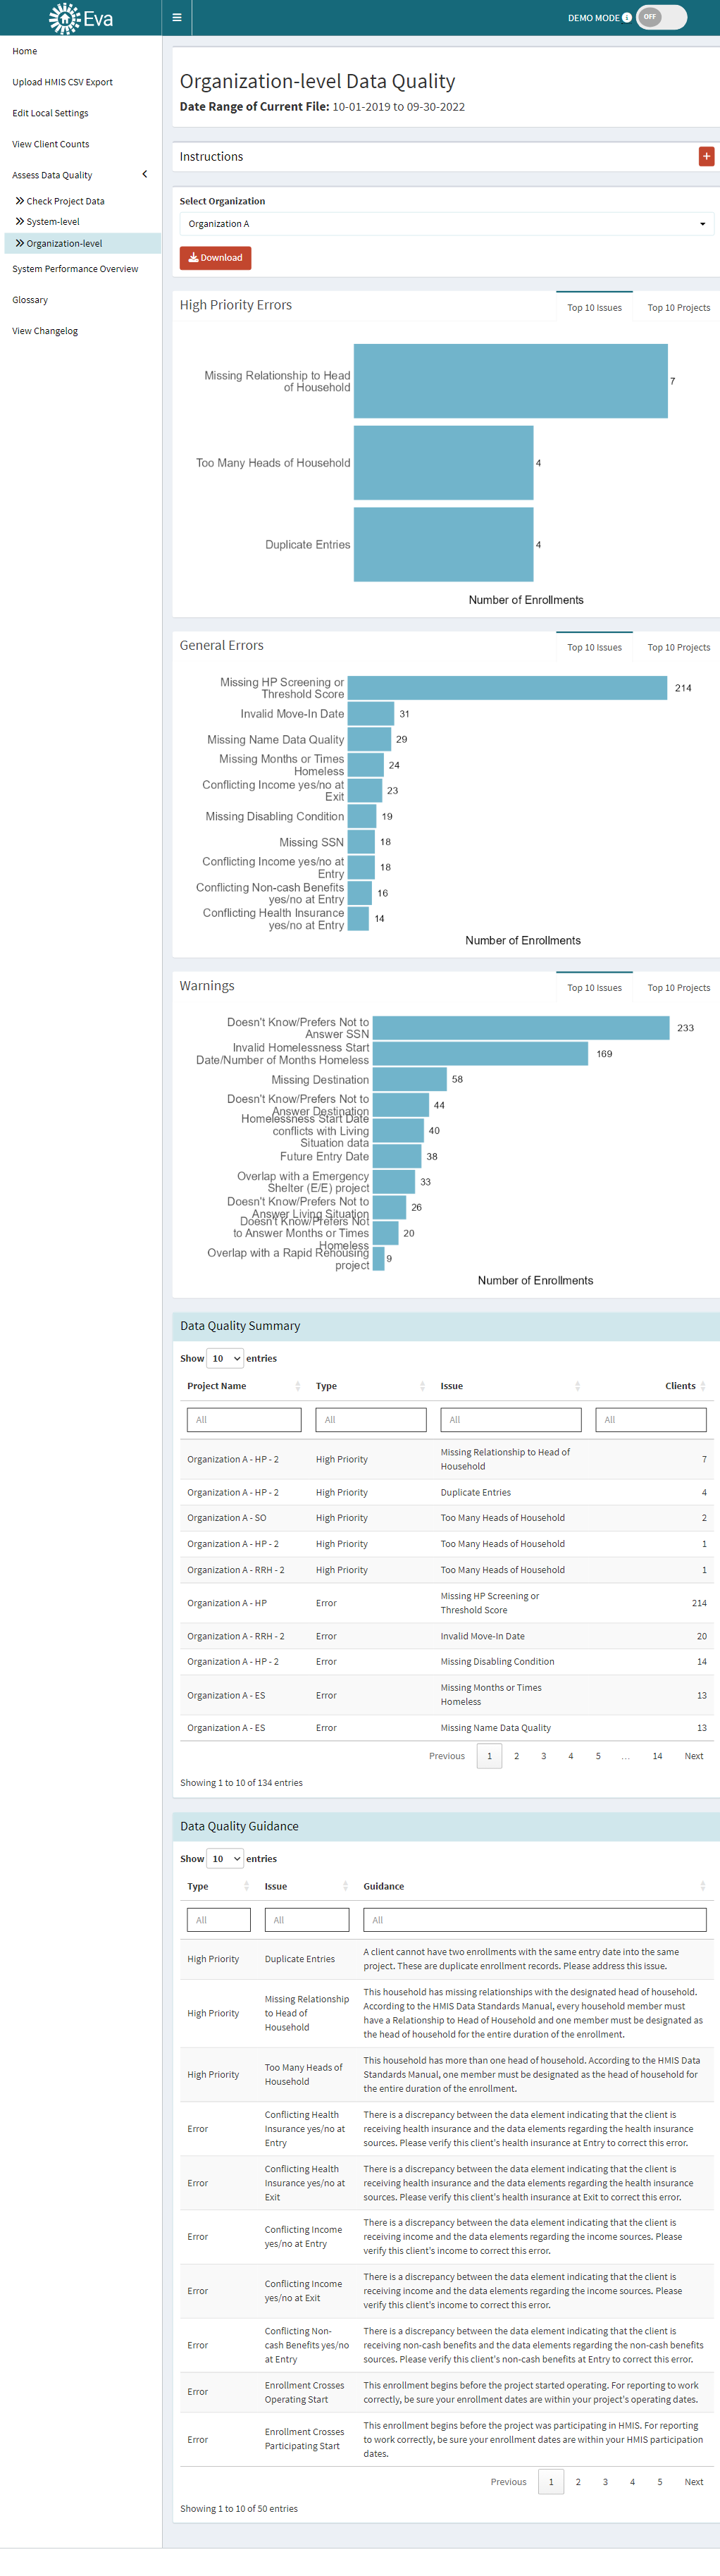 Eva
DEMO MODE
OFF
Home
Upload HMIS CSV Export
Edit Local Settings
View Client Counts
Assess Data Quality
Check Project Data
System-level
Organization-level
System Performance Overview
Glossary
View Changelog
Organization-level Data Quality
Date Range of Current File: 10-01-2019 to 09-30-2022
Instructions
Select Organization
Organization A
Download
High Priority Errors
Top 10 Issues Top 10 Projects
Missing Relationship to Head
of Household
7
Too Many Heads of Household
4
Duplicate Entries
4
Number of Enrollments
General Errors
Top 10 Issues Top 10 Projects
Missing HP Screening or
Threshold Score
214
Invalid Move-In Date
31
Missing Name Data Quality
29
Missing Months or Times
Homeless
24
Conflicting Income yes/no at
Exit
23
Missing Disabling Condition
19
Missing SSN
18
Conflicting Income yes/no at
Entry
18
Conflicting Non-cash Benefits
yes/no at Entry
16
Conflicting Health Insurance
yes/no at Entry
14
Number of Enrollments
Warnings
Top 10 Issues Top 10 Projects
Doesn't Know/Prefers Not to
Answer SSN
233
Invalid Homelessness Start
Date/Number of Months Homeless
169
Missing Destination
58
Doesn't Know/Prefers Not to
Answer Destination
44
Homelessness Start Date
conflicts with Living
Situation data
40
Future Entry Date
38
Overlap with a Emergency
Shelter (E/E) project
33
Doesn't Know/Prefers Not to
Answer Living Situation
26
Doesn't Know/Prefers Not
to Answer Months or Times
Homeless
20
Overlap with a Rapid Rehousing
project
9
Number of Enrollments
Data Quality Summary
Show 10 entries
Project Name Type Issue Clients
All All All All
Organization A - HP - 2 High Priority Missing Relationship to Head of
Household 7
Organization A - HP - 2 High Priority Duplicate Entries 4
Organization A - SO High Priority Too Many Heads of Household 2
Organization A - HP - 2 High Priority Too Many Heads of Household 1
Organization A - RRH - 2 High Priority Too Many Heads of Household 1
Organization A - HP Error Missing HP Screening or
Threshold Score 214
Organization A - RRH - 2 Error Invalid Move-In Date 20
Organization A - HP - 2 Error Missing Disabling Condition 14
Organization A - ES Error Missing Months or Times
Homeless 13
Organization A - ES Error Missing Name Data Quality 13
Previous 1 2 3 4 5 … 14 Next
Showing 1 to 10 of 134 entries
Data Quality Guidance
Show 10 entries
Type Issue Guidance
All All All
High Priority Duplicate Entries
A client cannot have two enrollments with the same entry date into the same
project. These are duplicate enrollment records. Please address this issue.
High Priority
Missing Relationship
to Head of
Household
This household has missing relationships with the designated head of household.
According to the HMIS Data Standards Manual, every household member must
have a Relationship to Head of Household and one member must be designated as
the head of household for the entire duration of the enrollment.
High Priority
Too Many Heads of
Household
This household has more than one head of household. According to the HMIS Data
Standards Manual, one member must be designated as the head of household for
the entire duration of the enrollment.
Error
Conflicting Health
Insurance yes/no at
Entry
There is a discrepancy between the data element indicating that the client is
receiving health insurance and the data elements regarding the health insurance
sources. Please verify this client's health insurance at Entry to correct this error.
Error
Conflicting Health
Insurance yes/no at
Exit
There is a discrepancy between the data element indicating that the client is
receiving health insurance and the data elements regarding the health insurance
sources. Please verify this client's health insurance at Exit to correct this error.
Error
Conflicting Income
yes/no at Entry
There is a discrepancy between the data element indicating that the client is
receiving income and the data elements regarding the income sources. Please
verify this client's income to correct this error.
Error
Conflicting Income
yes/no at Exit
There is a discrepancy between the data element indicating that the client is
receiving income and the data elements regarding the income sources. Please
verify this client's income to correct this error.
Error
Conflicting Non-
cash Benefits yes/no
at Entry
There is a discrepancy between the data element indicating that the client is
receiving non-cash benefits and the data elements regarding the non-cash benefits
sources. Please verify this client's non-cash benefits at Entry to correct this error.
Error
Enrollment Crosses
Operating Start
This enrollment begins before the project started operating. For reporting to work
correctly, be sure your enrollment dates are within your project's operating dates.
Error
Enrollment Crosses
Participating Start
This enrollment begins before the project was participating in HMIS. For reporting
to work correctly, be sure your enrollment dates are within your HMIS participation
dates.
Previous 1 2 3 4 5 Next
Showing 1 to 10 of 50 entries